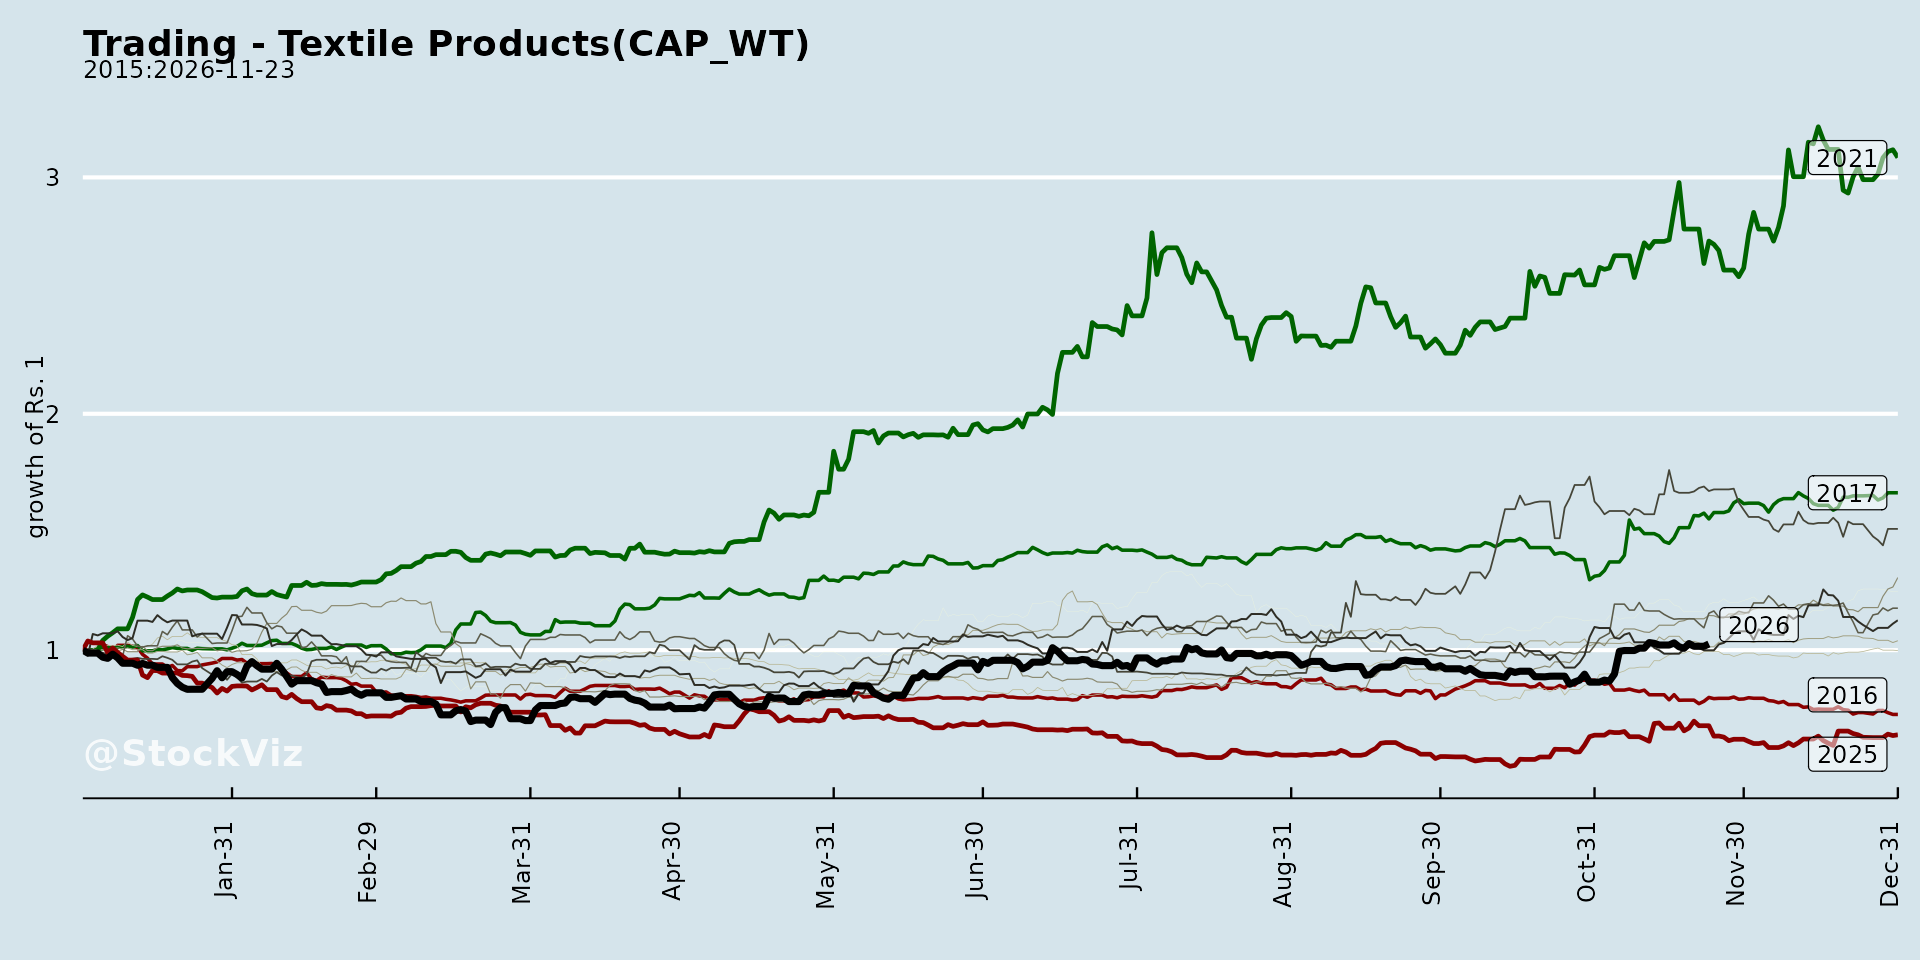 Trading - Textile Products(CAP_WT)
2015:2026-11-23
growth of Rs. 1
3
2
1
2021
2017
2026
2016
2025
@StockViz
Jan-31
Feb-29
Mar-31
Apr-30
May-31
Jun-30
Jul-31
Aug-31
Sep-30
Oct-31
Nov-30
Dec-31